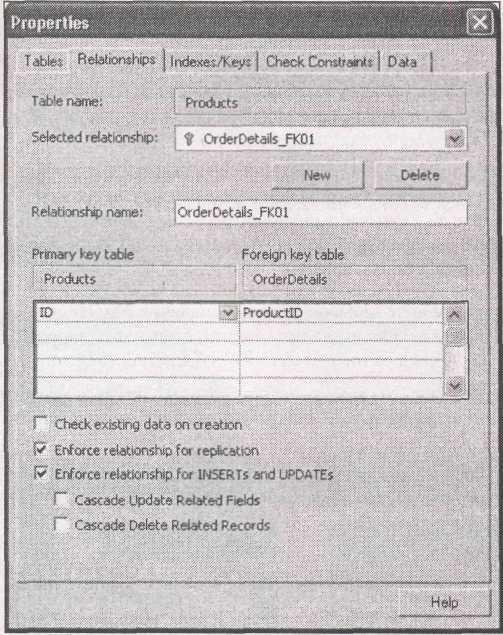 Properties
Tables Relationships Indexes/Keys Check Constraints Data
Table name: Products
Selected relationship: OrderDetails_FK01
New Delete
Relationship name: OrderDetails_FK01
Primary key table Foreign key table
Products OrderDetails
ID ProductID
Check existing data on creation
Enforce relationship for replication
Enforce relationship for INSERTs and UPDATEs
Cascade Update Related Fields
Cascade Delete Related Records
Help